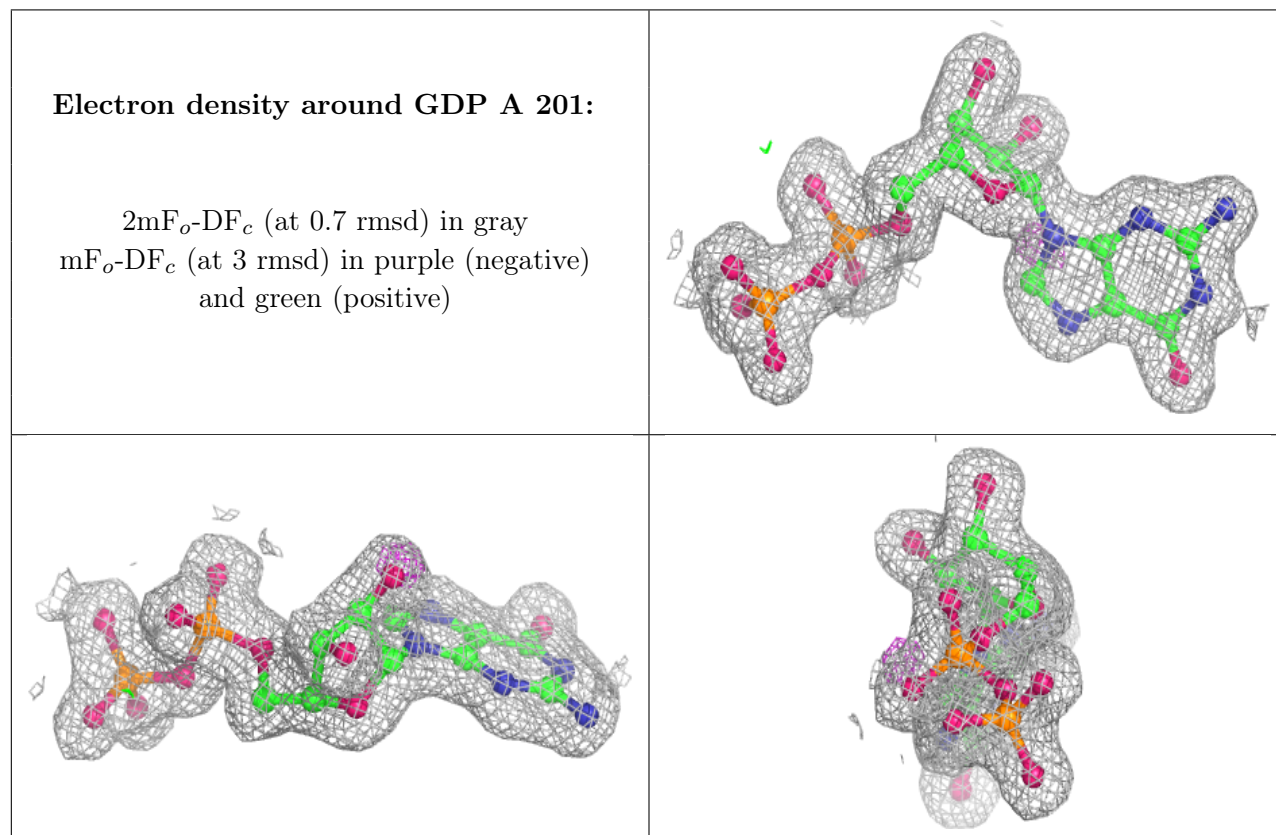 Electron density around GDP A 201:
2mFo-DFc (at 0.7 rmsd) in gray
mFo-DFc (at 3 rmsd) in purple (negative)
and green (positive)